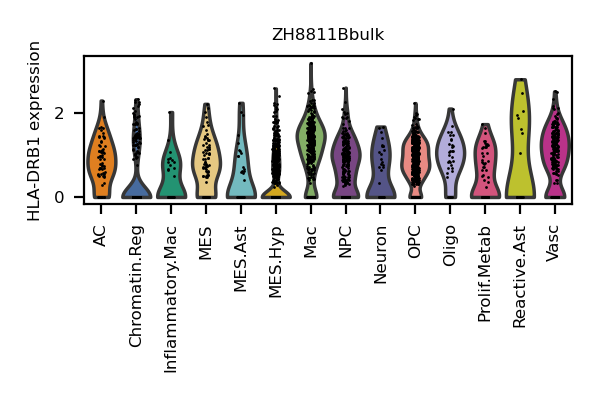 ZH8811Bbulk
HLA-DRB1 expression
2
0
AC
Chromatin.Reg
Inflammatory.Mac
MES
MES.Ast
MES.Hyp
Mac
NPC
Neuron
OPC
Oligo
Prolif.Metab
Reactive.Ast
Vasc